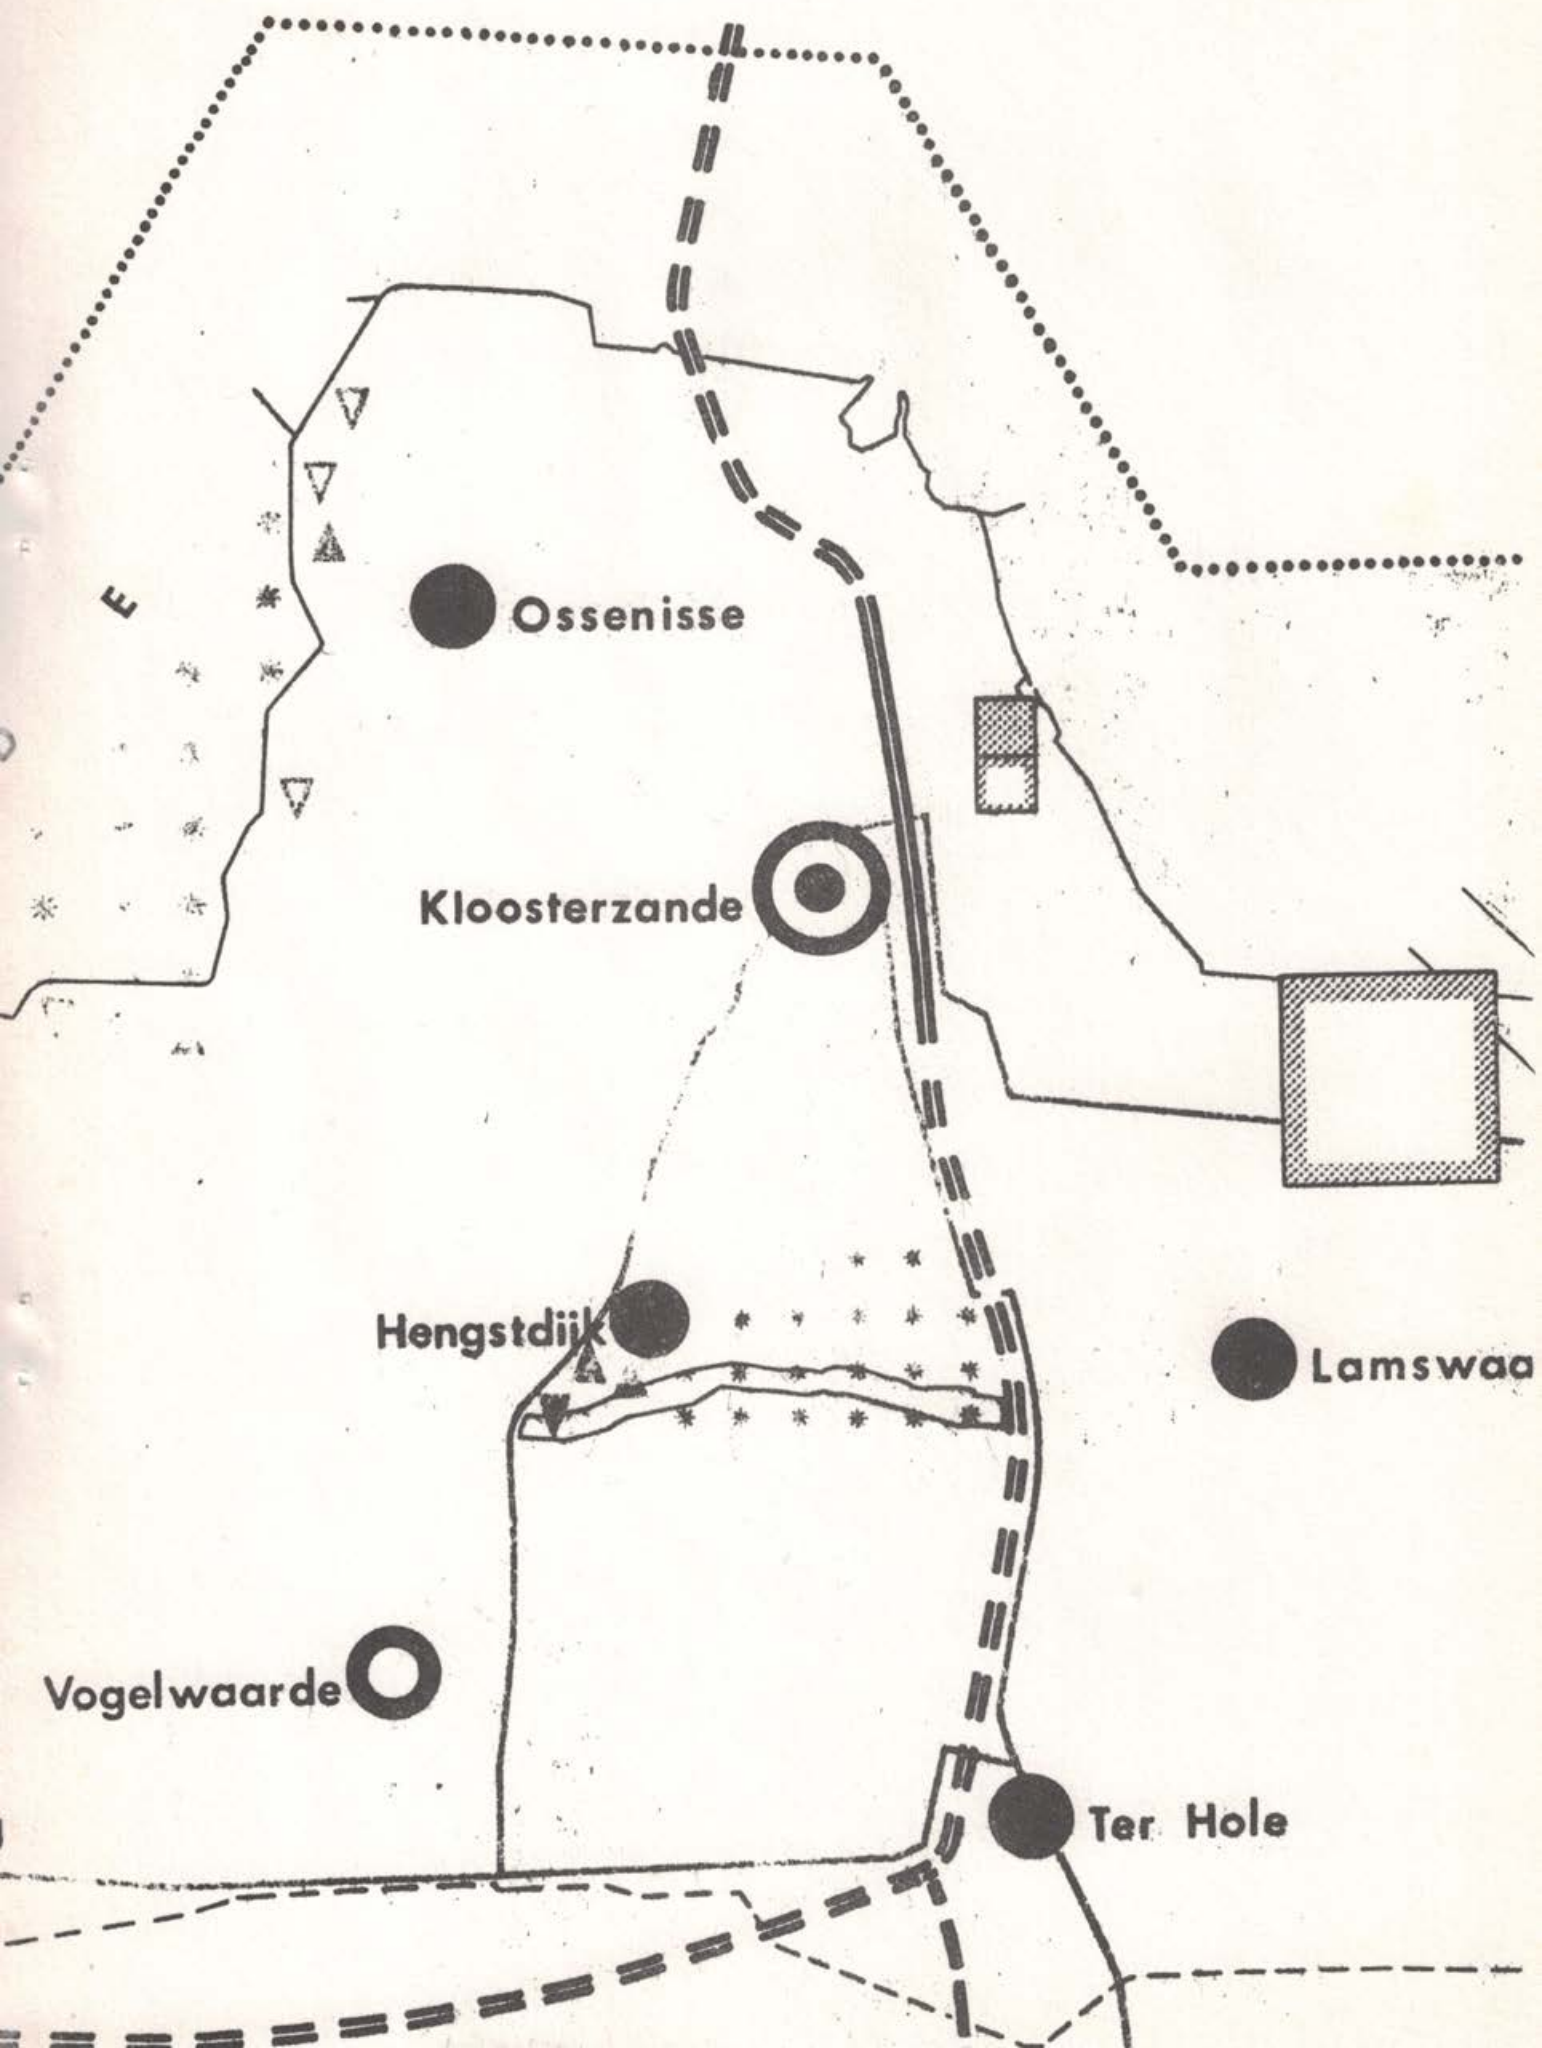 E
Ossenisse
Kloosterzande
Hengstdijk
Lamswaa
Vogelwaarde
Ter Hole